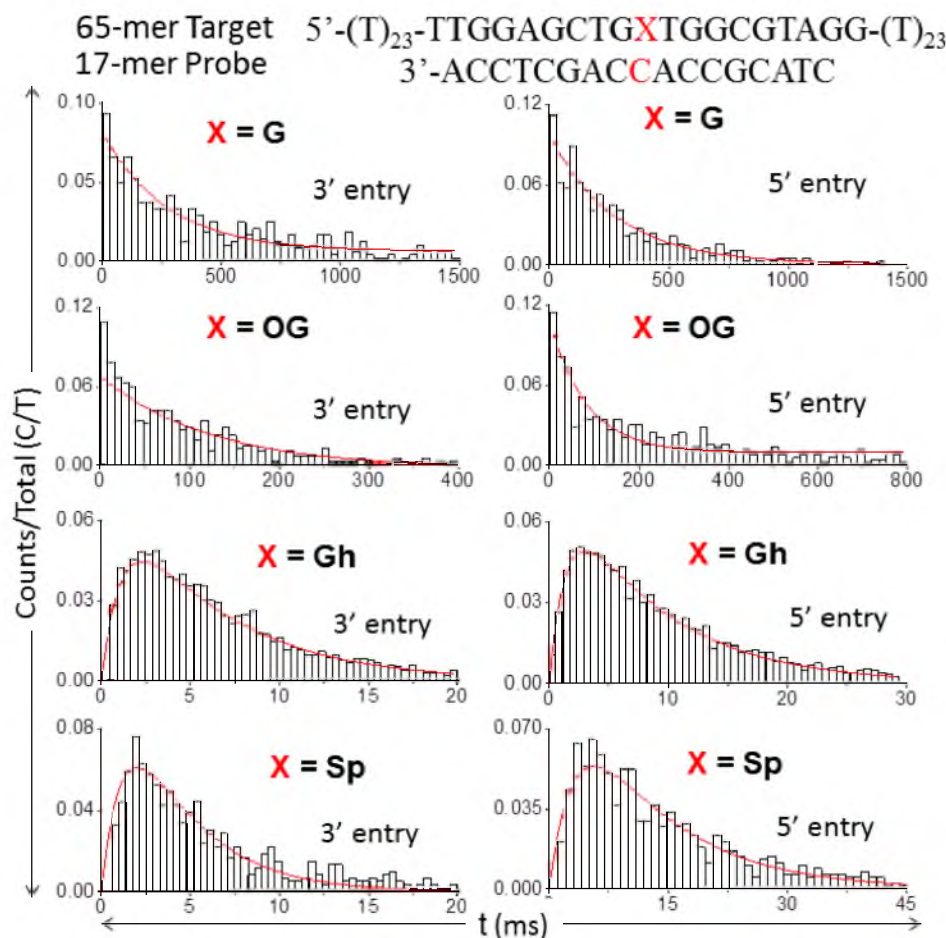 65-mer Target 5’-(T)23-TTGGAGCTGXTGGCGTAGG-(T)23
17-mer Probe 3’-ACCTCGACCACCGCATC
Counts/Total (C/T)
X = G
3’ entry
0.10
0.05
0.00
0 500 1000 1500
X = G
5’ entry
0.12
0.06
0.00
0 500 1000 1500
X = OG
3’ entry
0.12
0.06
0.00
0 100 200 300 400
X = OG
5’ entry
0.12
0.06
0.00
0 200 400 600 800
X = Gh
3’ entry
0.06
0.03
0.00
0 5 10 15 20
X = Gh
5’ entry
0.06
0.03
0.00
0 10 20 30
X = Sp
3’ entry
0.08
0.04
0.00
0 5 10 15 20
X = Sp
5’ entry
0.070
0.035
0.000
0 15 30 45
t (ms)